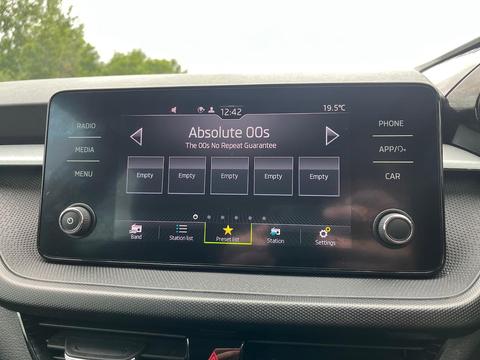 12:42
19.5°C
RADIO
MEDIA
MENU
Absolute 00s
The 00s No Repeat Guarantee
Empty Empty Empty Empty Empty
Band Station list Preset list Station Settings
PHONE
APP/
CAR